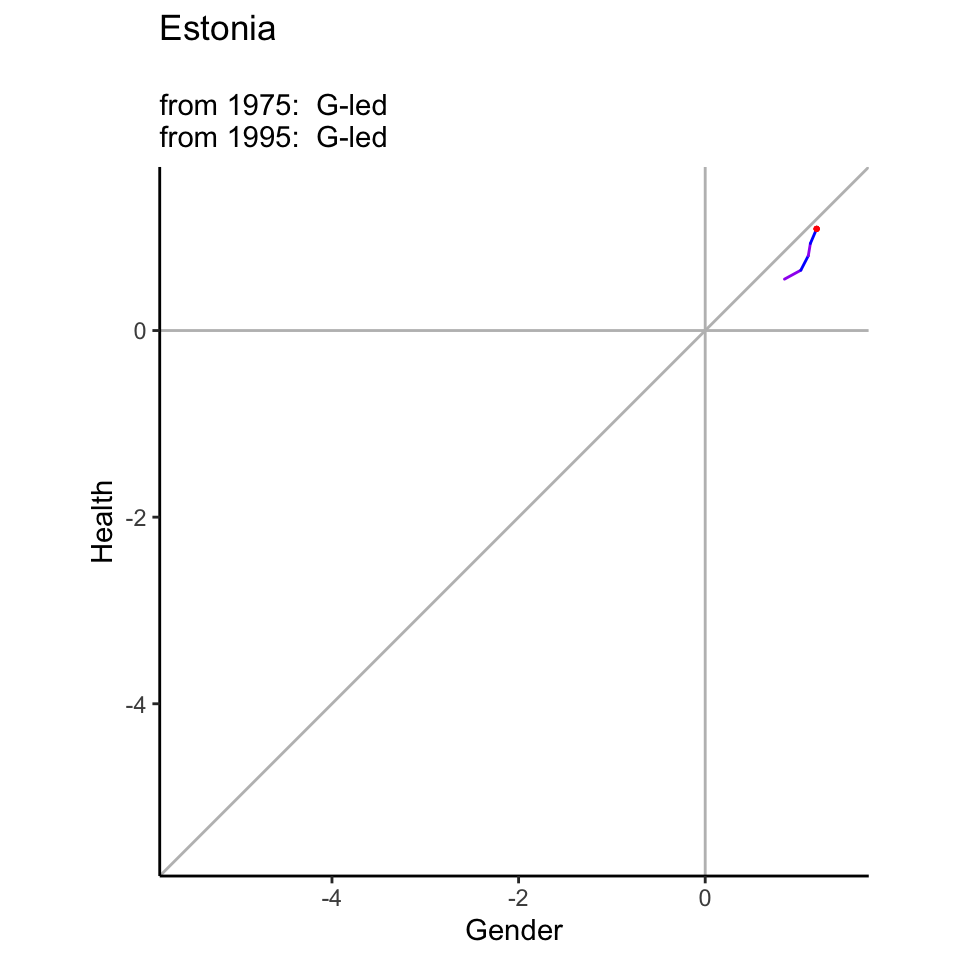 Estonia
from 1975:  G-led
from 1995:  G-led
Health
0
-2
-4
-4
-2
0
Gender